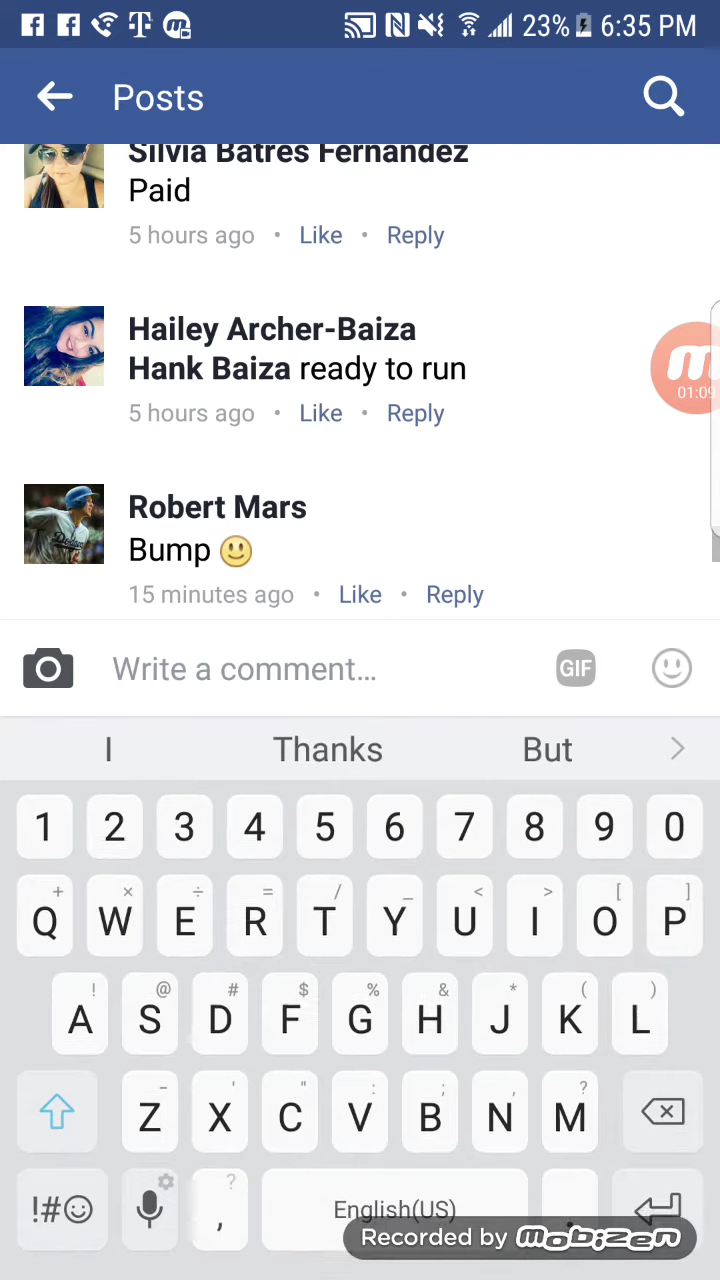 23% 6:35 PM
Posts
Silvia Batres Fernandez
Paid
5 hours ago • Like • Reply
Hailey Archer-Baiza
Hank Baiza ready to run
01:09
5 hours ago • Like • Reply
Robert Mars
Bump 🙂
15 minutes ago • Like • Reply
Write a comment... GIF
I Thanks But >
1 2 3 4 5 6 7 8 9 0
+ × ÷ = / _ < > [ ]
Q W E R T Y U I O P
! @ # $ % & * ( )
A S D F G H J K L
- ' " : ; , ?
Z X C V B N M
!#☺ , ? English(US) .
Recorded by mobizen